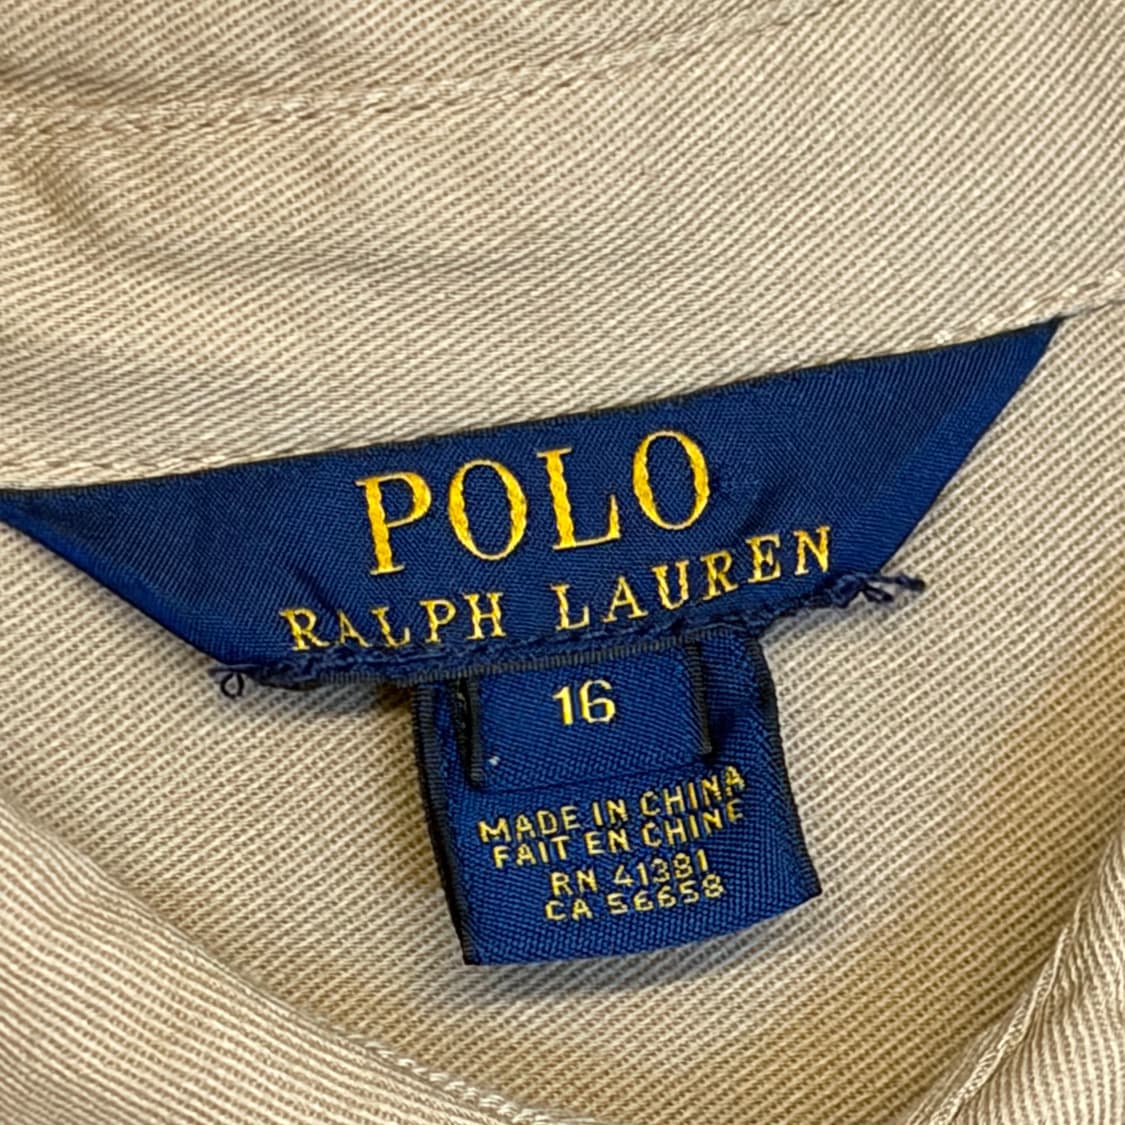 POLO
RALPH LAUREN
16
MADE IN CHINA
FAIT EN CHINE
RN 41381
CA 56658